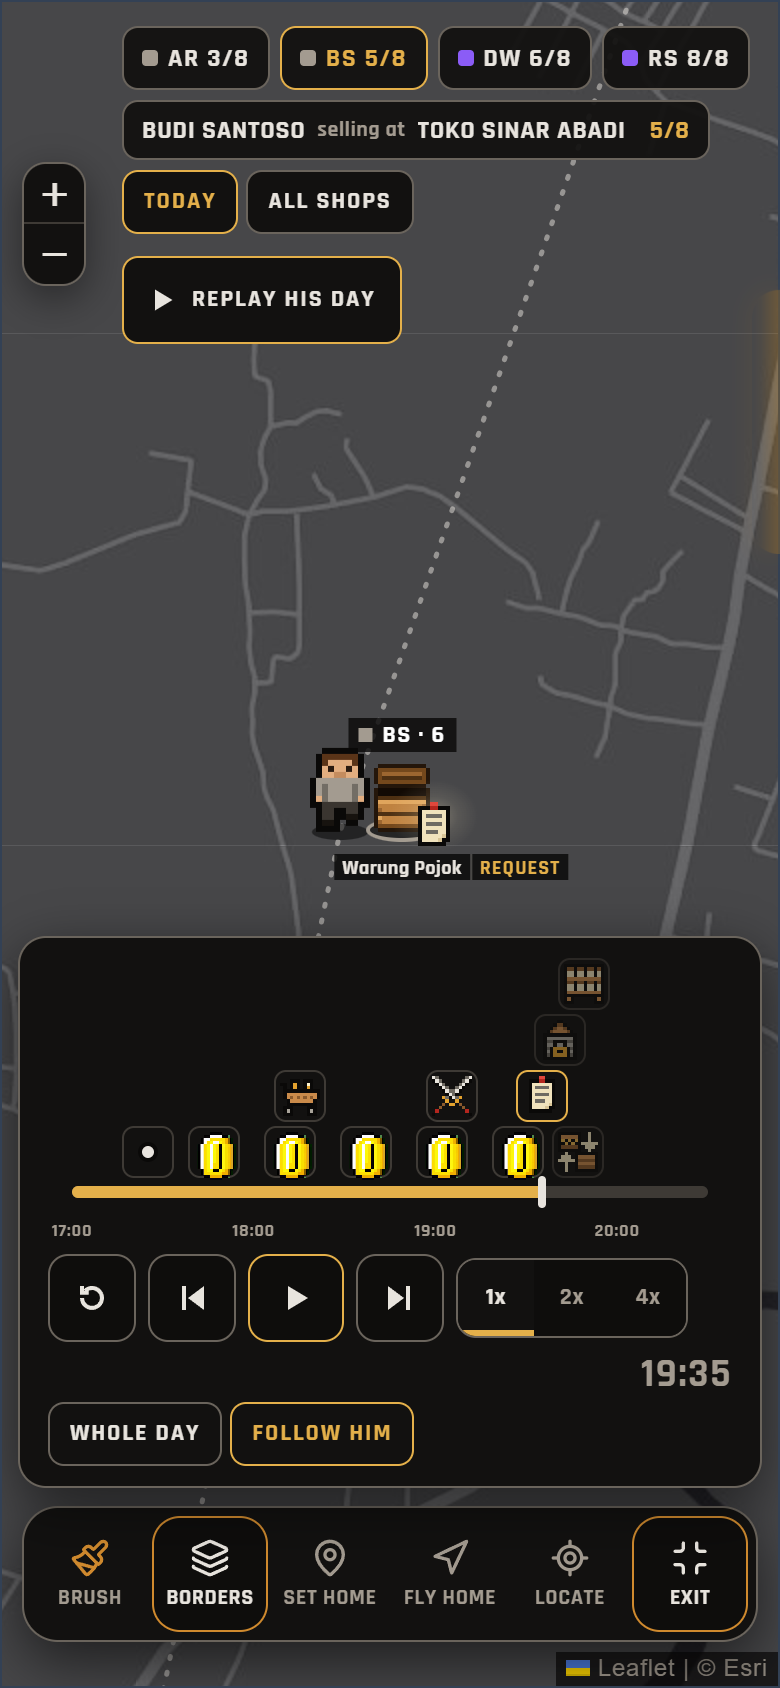 AR 3/8 BS 5/8 DW 6/8 RS 8/8
BUDI SANTOSO selling at TOKO SINAR ABADI 5/8
TODAY ALL SHOPS
REPLAY HIS DAY
BS · 6
Warung Pojok REQUEST
17:00 18:00 19:00 20:00
1x 2x 4x
19:35
WHOLE DAY FOLLOW HIM
BRUSH BORDERS SET HOME FLY HOME LOCATE EXIT
Leaflet | © Esri